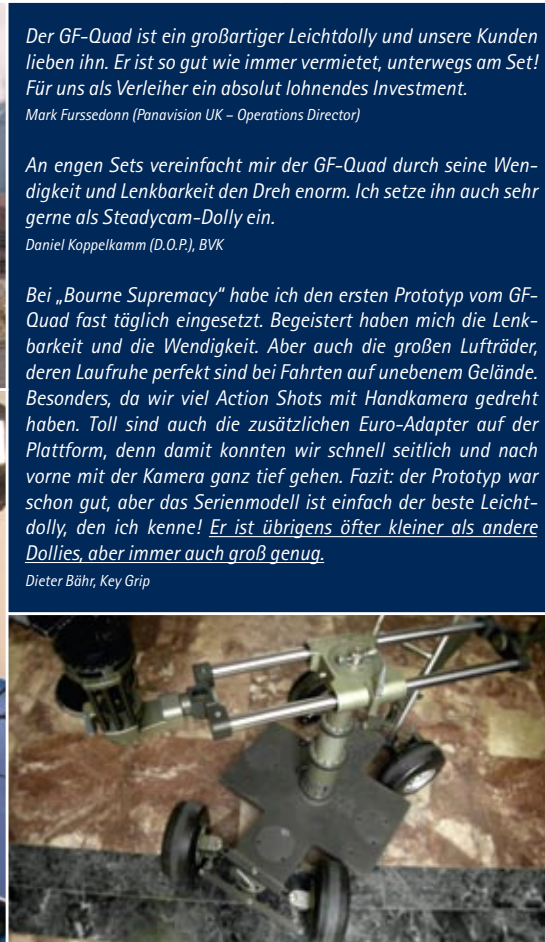 Der GF-Quad ist ein großartiger Leichtdolly und unsere Kunden
lieben ihn. Er ist so gut wie immer vermietet, unterwegs am Set!
Für uns als Verleiher ein absolut lohnendes Investment.
Mark Furssedonn (Panavision UK – Operations Director)
An engen Sets vereinfacht mir der GF-Quad durch seine Wen-
digkeit und Lenkbarkeit den Dreh enorm. Ich setze ihn auch sehr
gerne als Steadycam-Dolly ein.
Daniel Koppelkamm (D.O.P.), BVK
Bei „Bourne Supremacy“ habe ich den ersten Prototyp vom GF-
Quad fast täglich eingesetzt. Begeistert haben mich die Lenk-
barkeit und die Wendigkeit. Aber auch die großen Lufträder,
deren Laufruhe perfekt sind bei Fahrten auf unebenem Gelände.
Besonders, da wir viel Action Shots mit Handkamera gedreht
haben. Toll sind auch die zusätzlichen Euro-Adapter auf der
Plattform, denn damit konnten wir schnell seitlich und nach
vorne mit der Kamera ganz tief gehen. Fazit: der Prototyp war
schon gut, aber das Serienmodell ist einfach der beste Leicht-
dolly, den ich kenne! Er ist übrigens öfter kleiner als andere
Dollies, aber immer auch groß genug.
Dieter Bähr, Key Grip